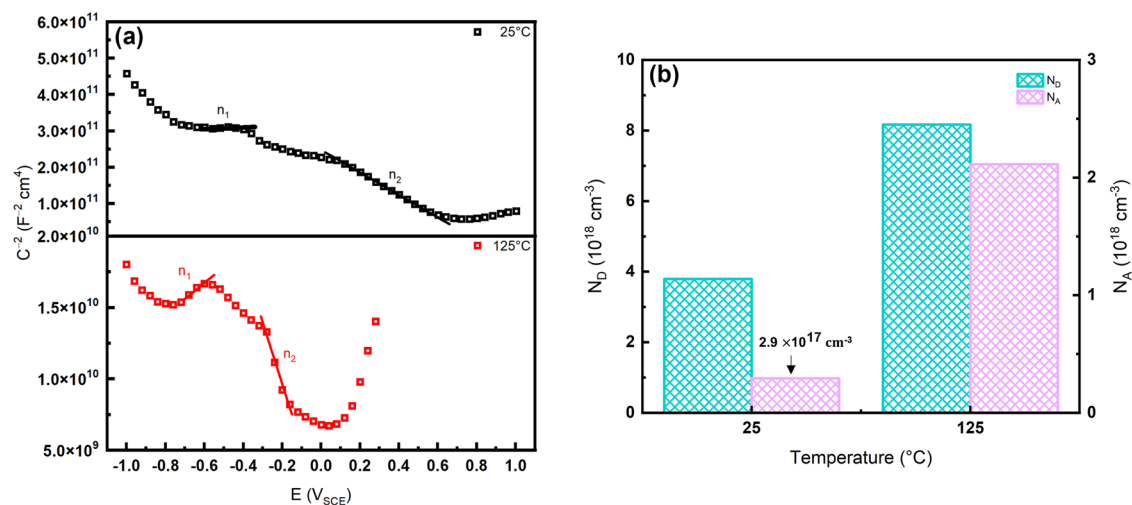 (a)
25°C
6.0×10¹¹
5.0×10¹¹
4.0×10¹¹
3.0×10¹¹
2.0×10¹¹
1.0×10¹¹
n₁
n₂
2.0×10¹⁰
1.5×10¹⁰
1.0×10¹⁰
5.0×10⁹
125°C
n₁
n₂
C⁻² (F⁻² cm⁴)
-1.0 -0.8 -0.6 -0.4 -0.2 0.0 0.2 0.4 0.6 0.8 1.0
E (V_SCE)
(b)
N_D
N_A
10
8
6
4
2
0
N_D (10¹⁸ cm⁻³)
2.9 ×10¹⁷ cm⁻³
3
2
1
0
N_A (10¹⁸ cm⁻³)
25 125
Temperature (°C)